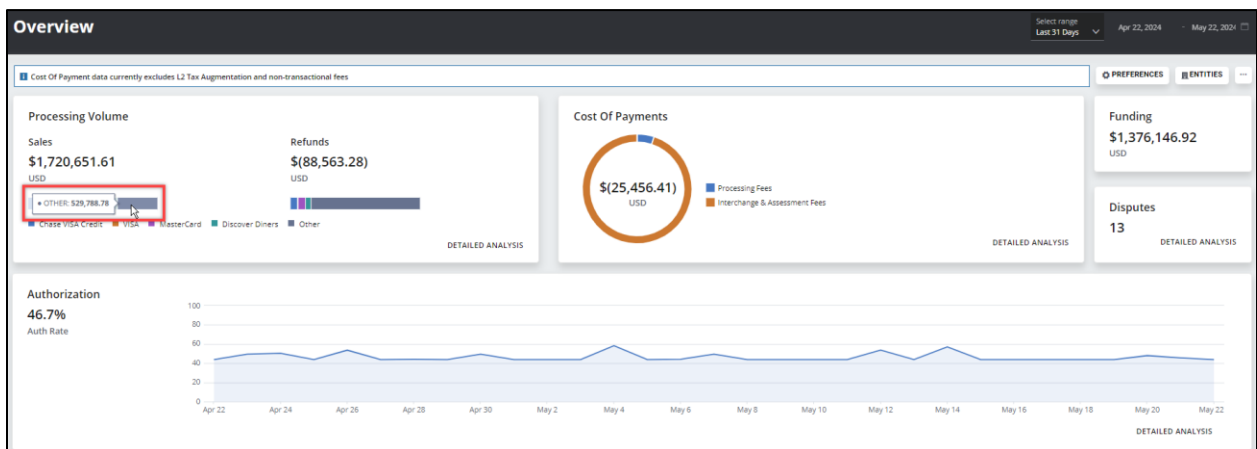 Overview
Select range
Last 31 Days
Apr 22, 2024 - May 22, 2024
Cost Of Payment data currently excludes L2 Tax Augmentation and non-transactional fees
PREFERENCES
ENTITIES
...
Processing Volume
Sales
$1,720,651.61
USD
Refunds
$(88,563.28)
USD
OTHER: $29,788.78
Chase VISA Credit
VISA
MasterCard
Discover Diners
Other
DETAILED ANALYSIS
Cost Of Payments
$(25,456.41)
USD
Processing Fees
Interchange & Assessment Fees
DETAILED ANALYSIS
Funding
$1,376,146.92
USD
Disputes
13
DETAILED ANALYSIS
Authorization
46.7%
Auth Rate
100
80
60
40
20
0
Apr 22 Apr 24 Apr 26 Apr 28 Apr 30 May 2 May 4 May 6 May 8 May 10 May 12 May 14 May 16 May 18 May 20 May 22
DETAILED ANALYSIS